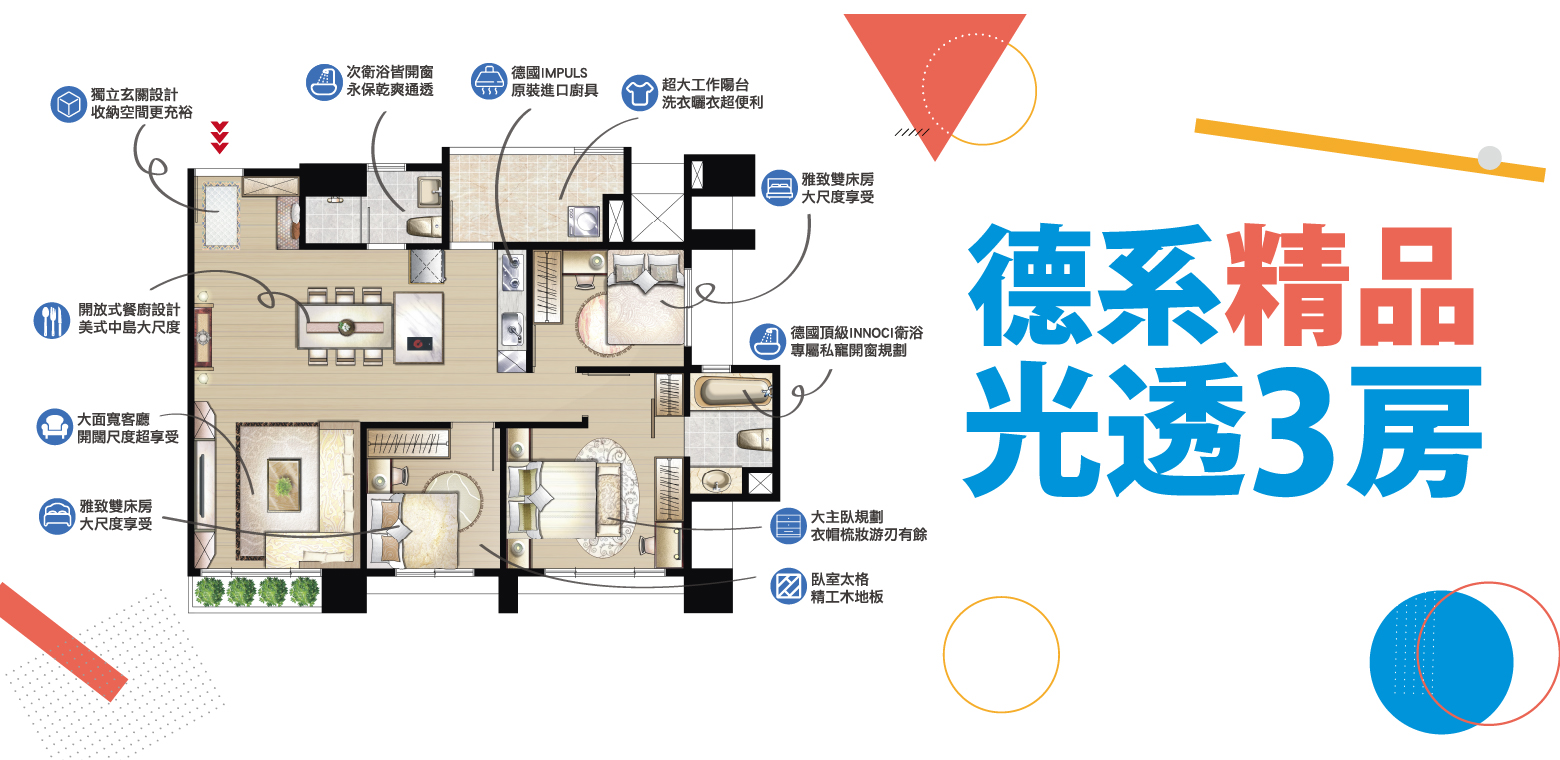 獨立玄關設計
收納空間更充裕
次衛浴皆開窗
永保乾爽通透
德國IMPULS
原裝進口廚具
超大工作陽台
洗衣曬衣超便利
雅致雙床房
大尺度享受
開放式餐廚設計
美式中島大尺度
德國頂級INNOCI衛浴
專屬私寵開窗規劃
大面寬客廳
開闊尺度超享受
雅致雙床房
大尺度享受
大主臥規劃
衣帽梳妝游刃有餘
臥室太格
精工木地板
德系精品
光透3房